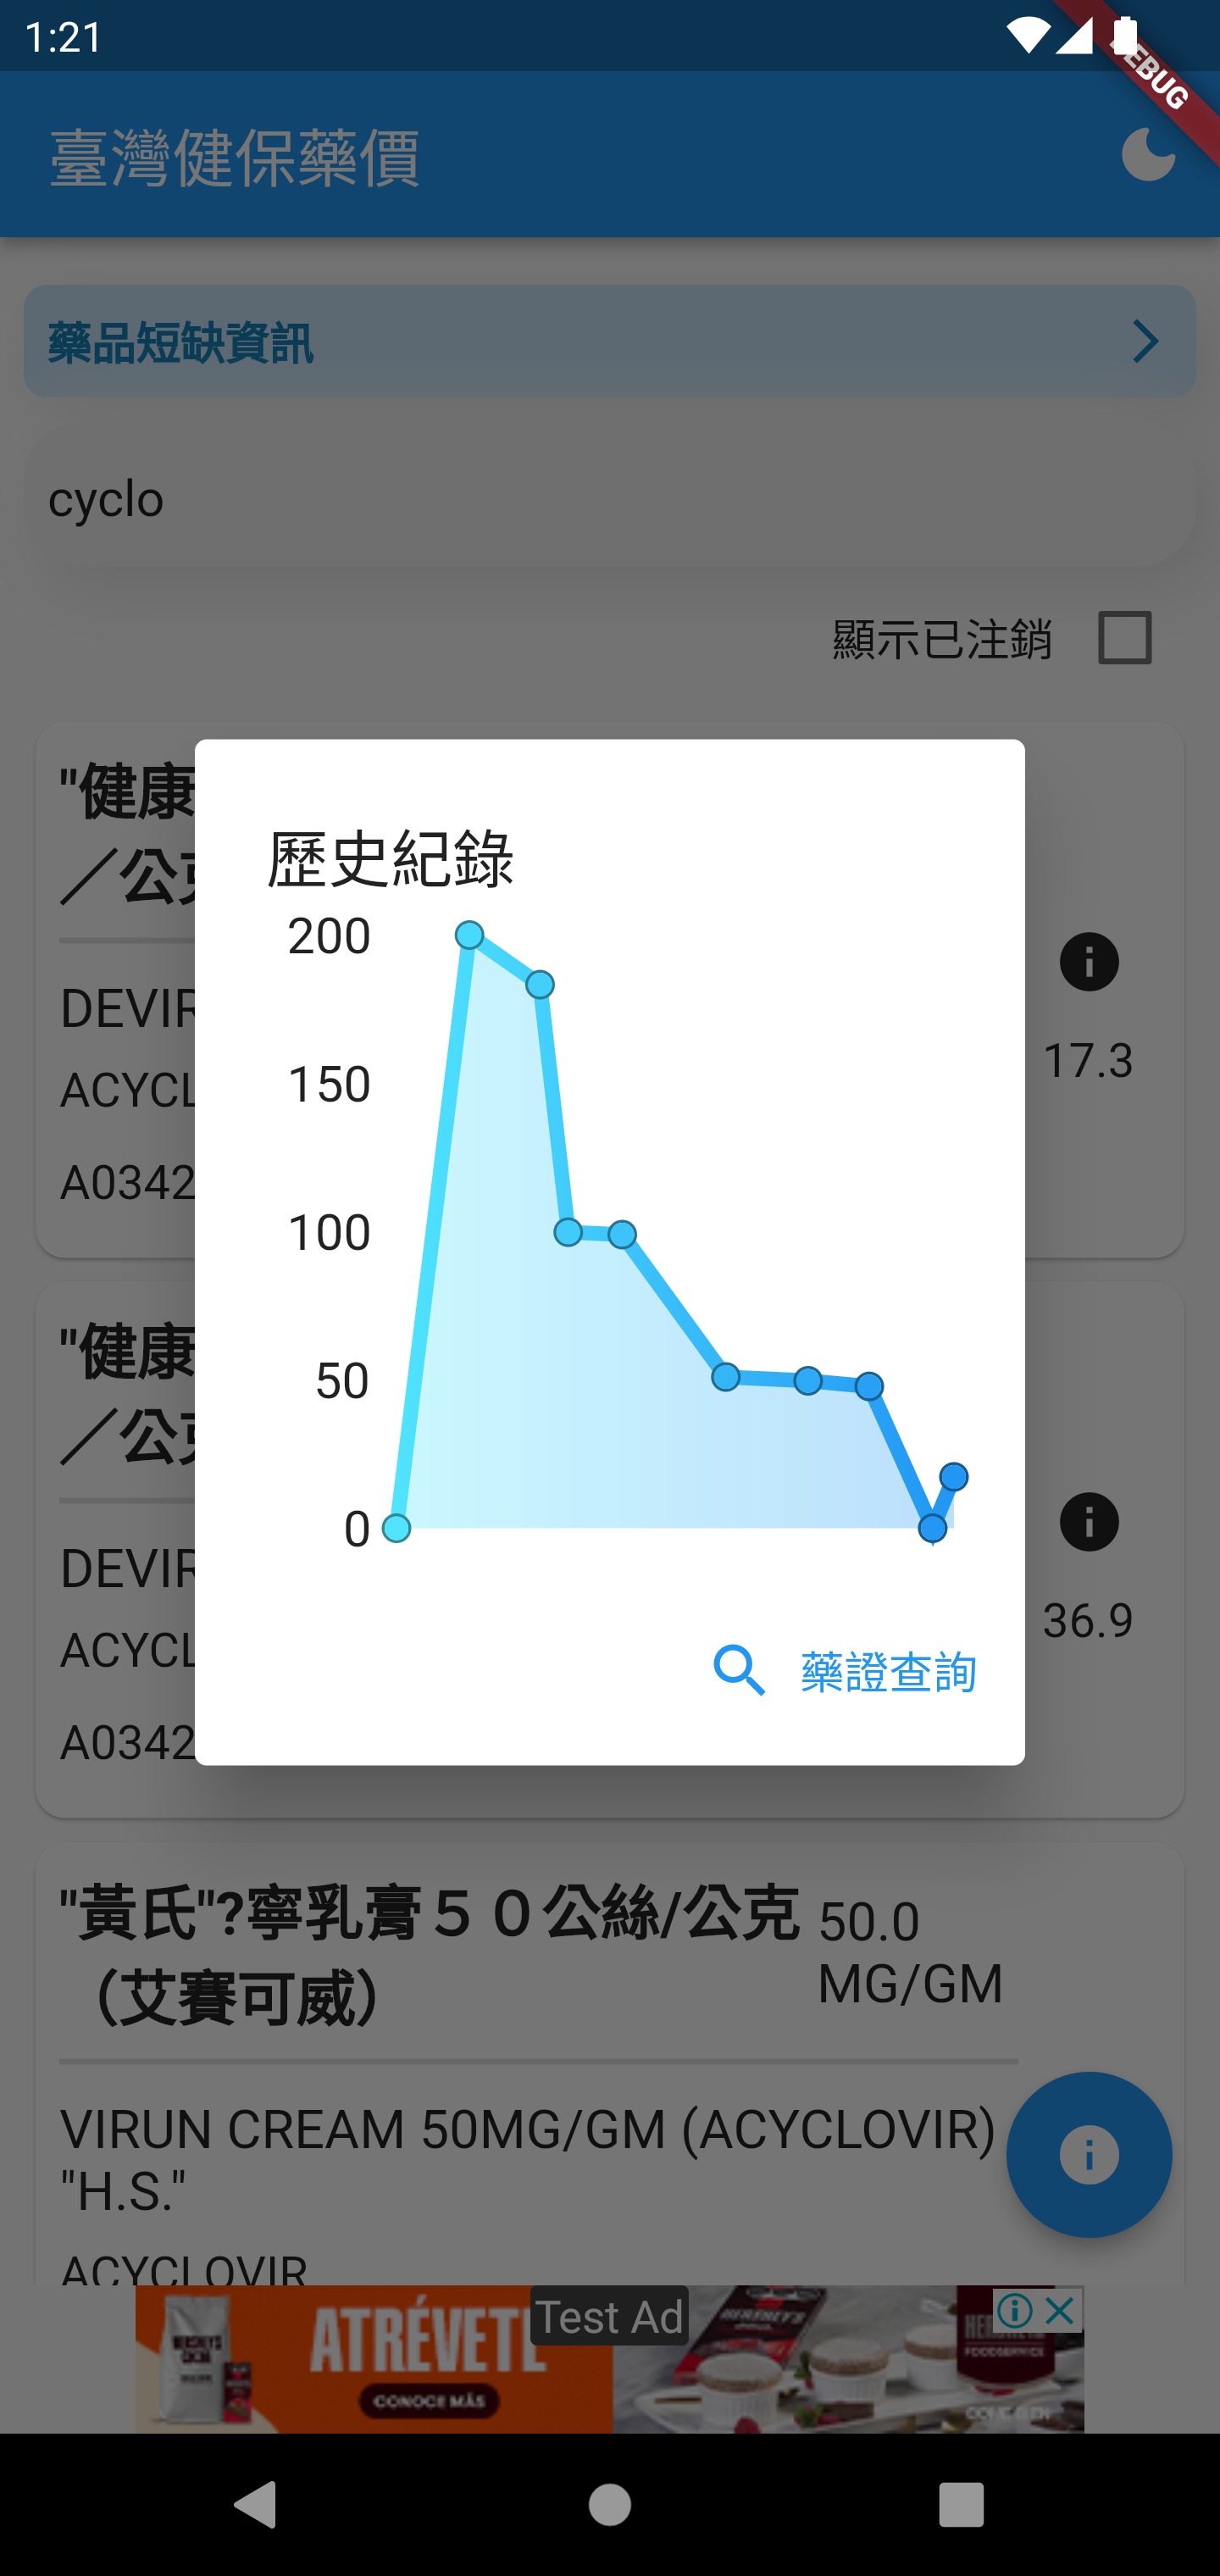 1:21
DEBUG
臺灣健保藥價
藥品短缺資訊
cyclo
顯示已注銷
"健康
／公克
DEVIR
ACYCL
A0342
17.3
歷史紀錄
200
150
100
50
0
藥證查詢
"健康
／公克
DEVIR
ACYCL
A0342
36.9
"黃氏"?寧乳膏５０公絲/公克
（艾賽可威）
50.0
MG/GM
VIRUN CREAM 50MG/GM (ACYCLOVIR)
"H.S."
ACYCLOVIR
ATRÉVETE
CONOCE MÁS
Test Ad
HERSHEY'S
FOODSERVICE